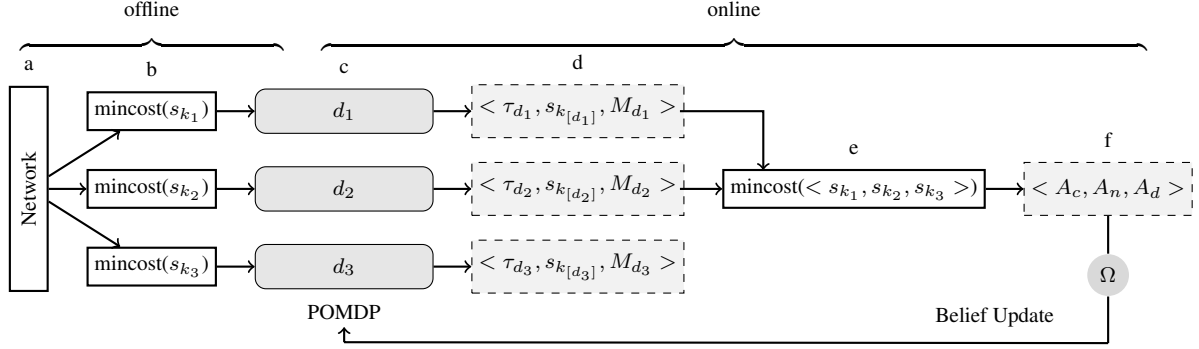 offline
online
a
b
c
d
e
f
Network
mincost(s_{k_1})
d_1
< τ_{d_1}, s_{k_{[d_1]}}, M_{d_1} >
mincost(s_{k_2})
d_2
< τ_{d_2}, s_{k_{[d_2]}}, M_{d_2} >
mincost(< s_{k_1}, s_{k_2}, s_{k_3} >)
< A_c, A_n, A_d >
mincost(s_{k_3})
d_3
< τ_{d_3}, s_{k_{[d_3]}}, M_{d_3} >
Ω
POMDP
Belief Update